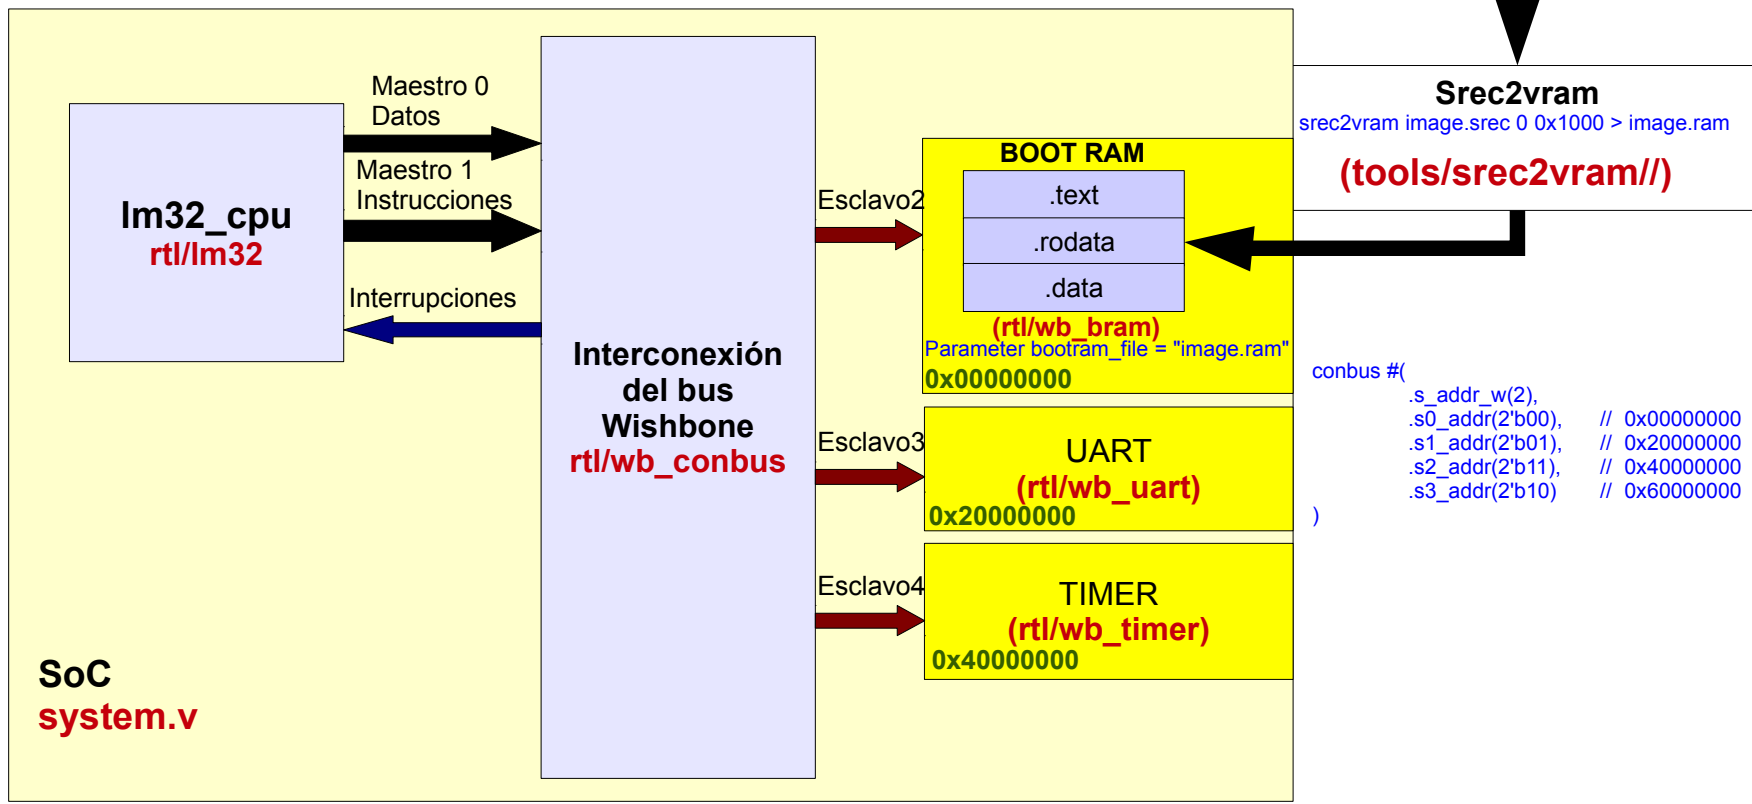 Maestro 0
Datos
Maestro 1
Instrucciones
lm32_cpu
rtl/lm32
Interrupciones
Interconexión
del bus
Wishbone
rtl/wb_conbus
SoC
system.v
Esclavo2
BOOT RAM
.text
.rodata
.data
(rtl/wb_bram)
Parameter bootram_file = "image.ram"
0x00000000
Esclavo3
UART
(rtl/wb_uart)
0x20000000
Esclavo4
TIMER
(rtl/wb_timer)
0x40000000
Srec2vram
srec2vram image.srec 0 0x1000 > image.ram
(tools/srec2vram//)
conbus #(
.s_addr_w(2),
.s0_addr(2'b00), // 0x00000000
.s1_addr(2'b01), // 0x20000000
.s2_addr(2'b11), // 0x40000000
.s3_addr(2'b10) // 0x60000000
)